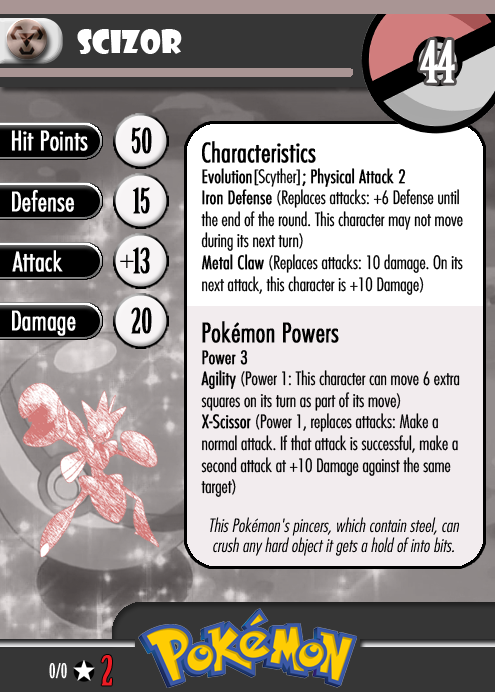 SCIZOR
44
Hit Points 50
Defense 15
Attack +13
Damage 20
Characteristics
Evolution[Scyther]; Physical Attack 2
Iron Defense (Replaces attacks: +6 Defense until
the end of the round. This character may not move
during its next turn)
Metal Claw (Replaces attacks: 10 damage. On its
next attack, this character is +10 Damage)
Pokémon Powers
Power 3
Agility (Power 1: This character can move 6 extra
squares on its turn as part of its move)
X-Scissor (Power 1, replaces attacks: Make a
normal attack. If that attack is successful, make a
second attack at +10 Damage against the same
target)
This Pokémon's pincers, which contain steel, can
crush any hard object it gets a hold of into bits.
0/0 ★ 2
POKÉMON